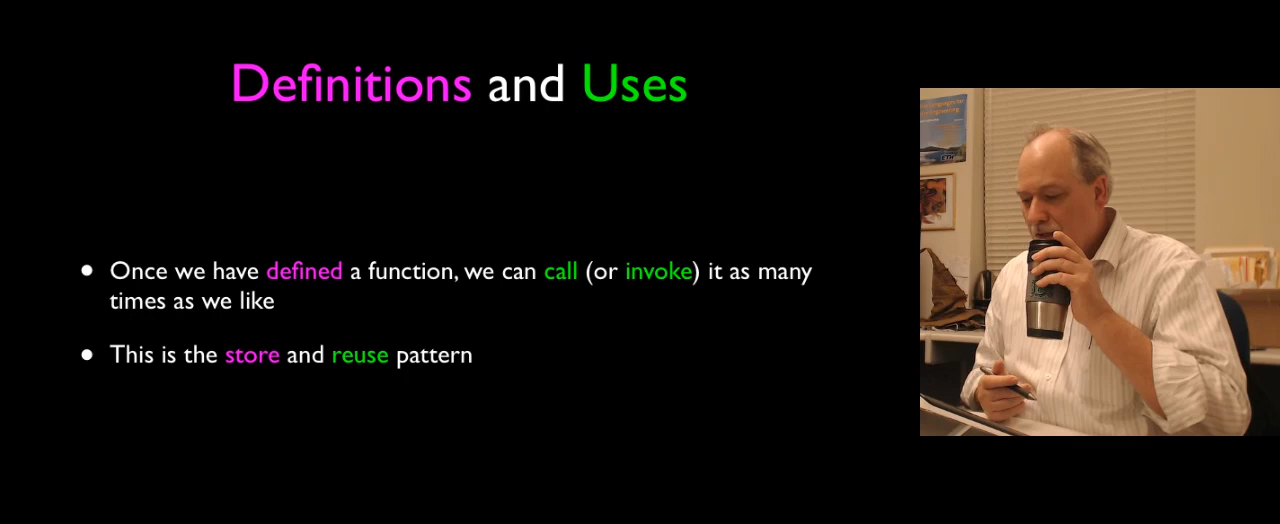 Definitions and Uses
• Once we have defined a function, we can call (or invoke) it as many
times as we like
• This is the store and reuse pattern